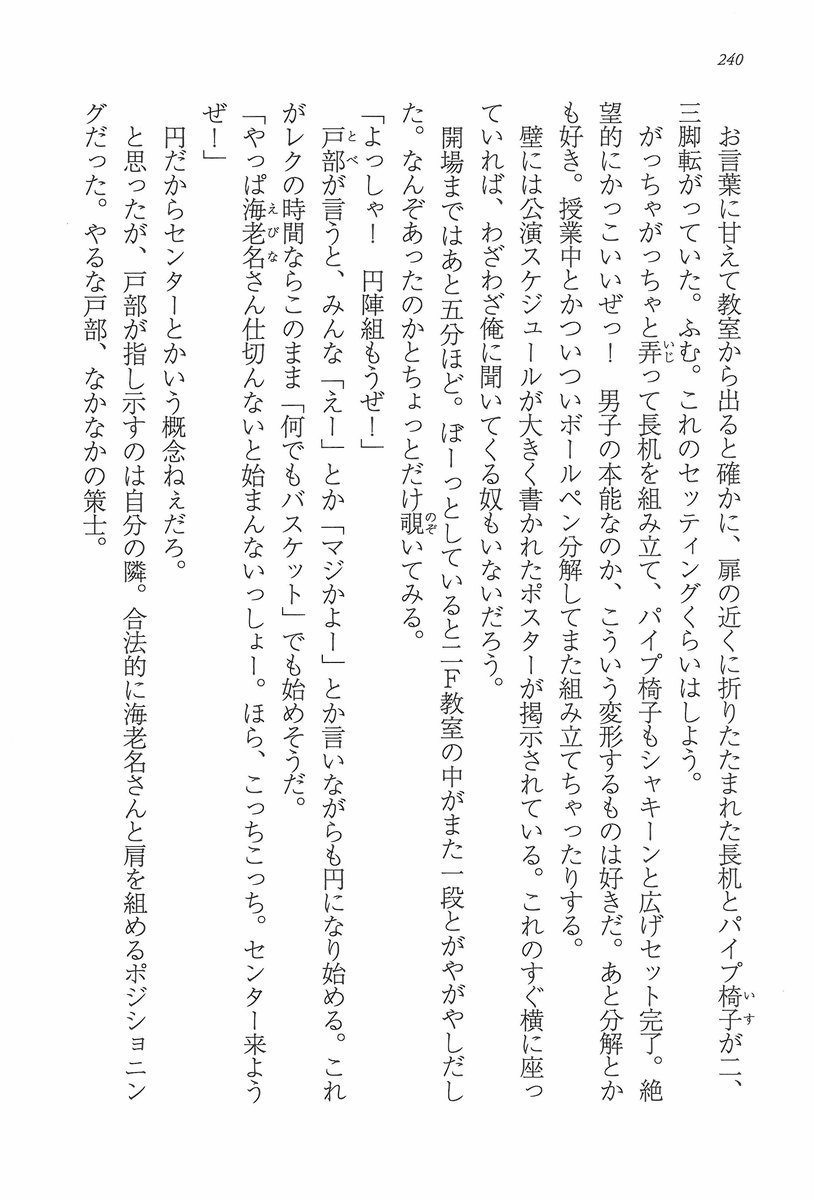 240
お言葉に甘えて教室から出ると確かに、扉の近くに折りたたまれた長机とパイプ椅子が二、
三脚転がっていた。ふむ。これのセッティングくらいはしよう。
がっちゃがっちゃと弄って長机を組み立て、パイプ椅子もシャキーンと広げセット完了。絶
望的にかっこいいぜっ！　男子の本能なのか、こういう変形するものは好きだ。あと分解とか
も好き。授業中とかついついボールペン分解してまた組み立てちゃったりする。
壁には公演スケジュールが大きく書かれたポスターが掲示されている。これのすぐ横に座っ
ていれば、わざわざ俺に聞いてくる奴もいないだろう。
開場まではあと五分ほど。ぼーっとしていると二Ｆ教室の中がまた一段とがやがやしだし
た。なんぞあったのかとちょっとだけ覗いてみる。
「よっしゃ！　円陣組もうぜ！」
戸部が言うと、みんな「えー」とか「マジかよー」とか言いながらも円になり始める。これ
がレクの時間ならこのまま「何でもバスケット」でも始めそうだ。
「やっぱ海老名さん仕切んないと始まんないっしょー。ほら、こっちこっち。センター来よう
ぜ！」
円だからセンターとかいう概念ねぇだろ。
と思ったが、戸部が指し示すのは自分の隣。合法的に海老名さんと肩を組めるポジショニン
グだった。やるな戸部、なかなかの策士。